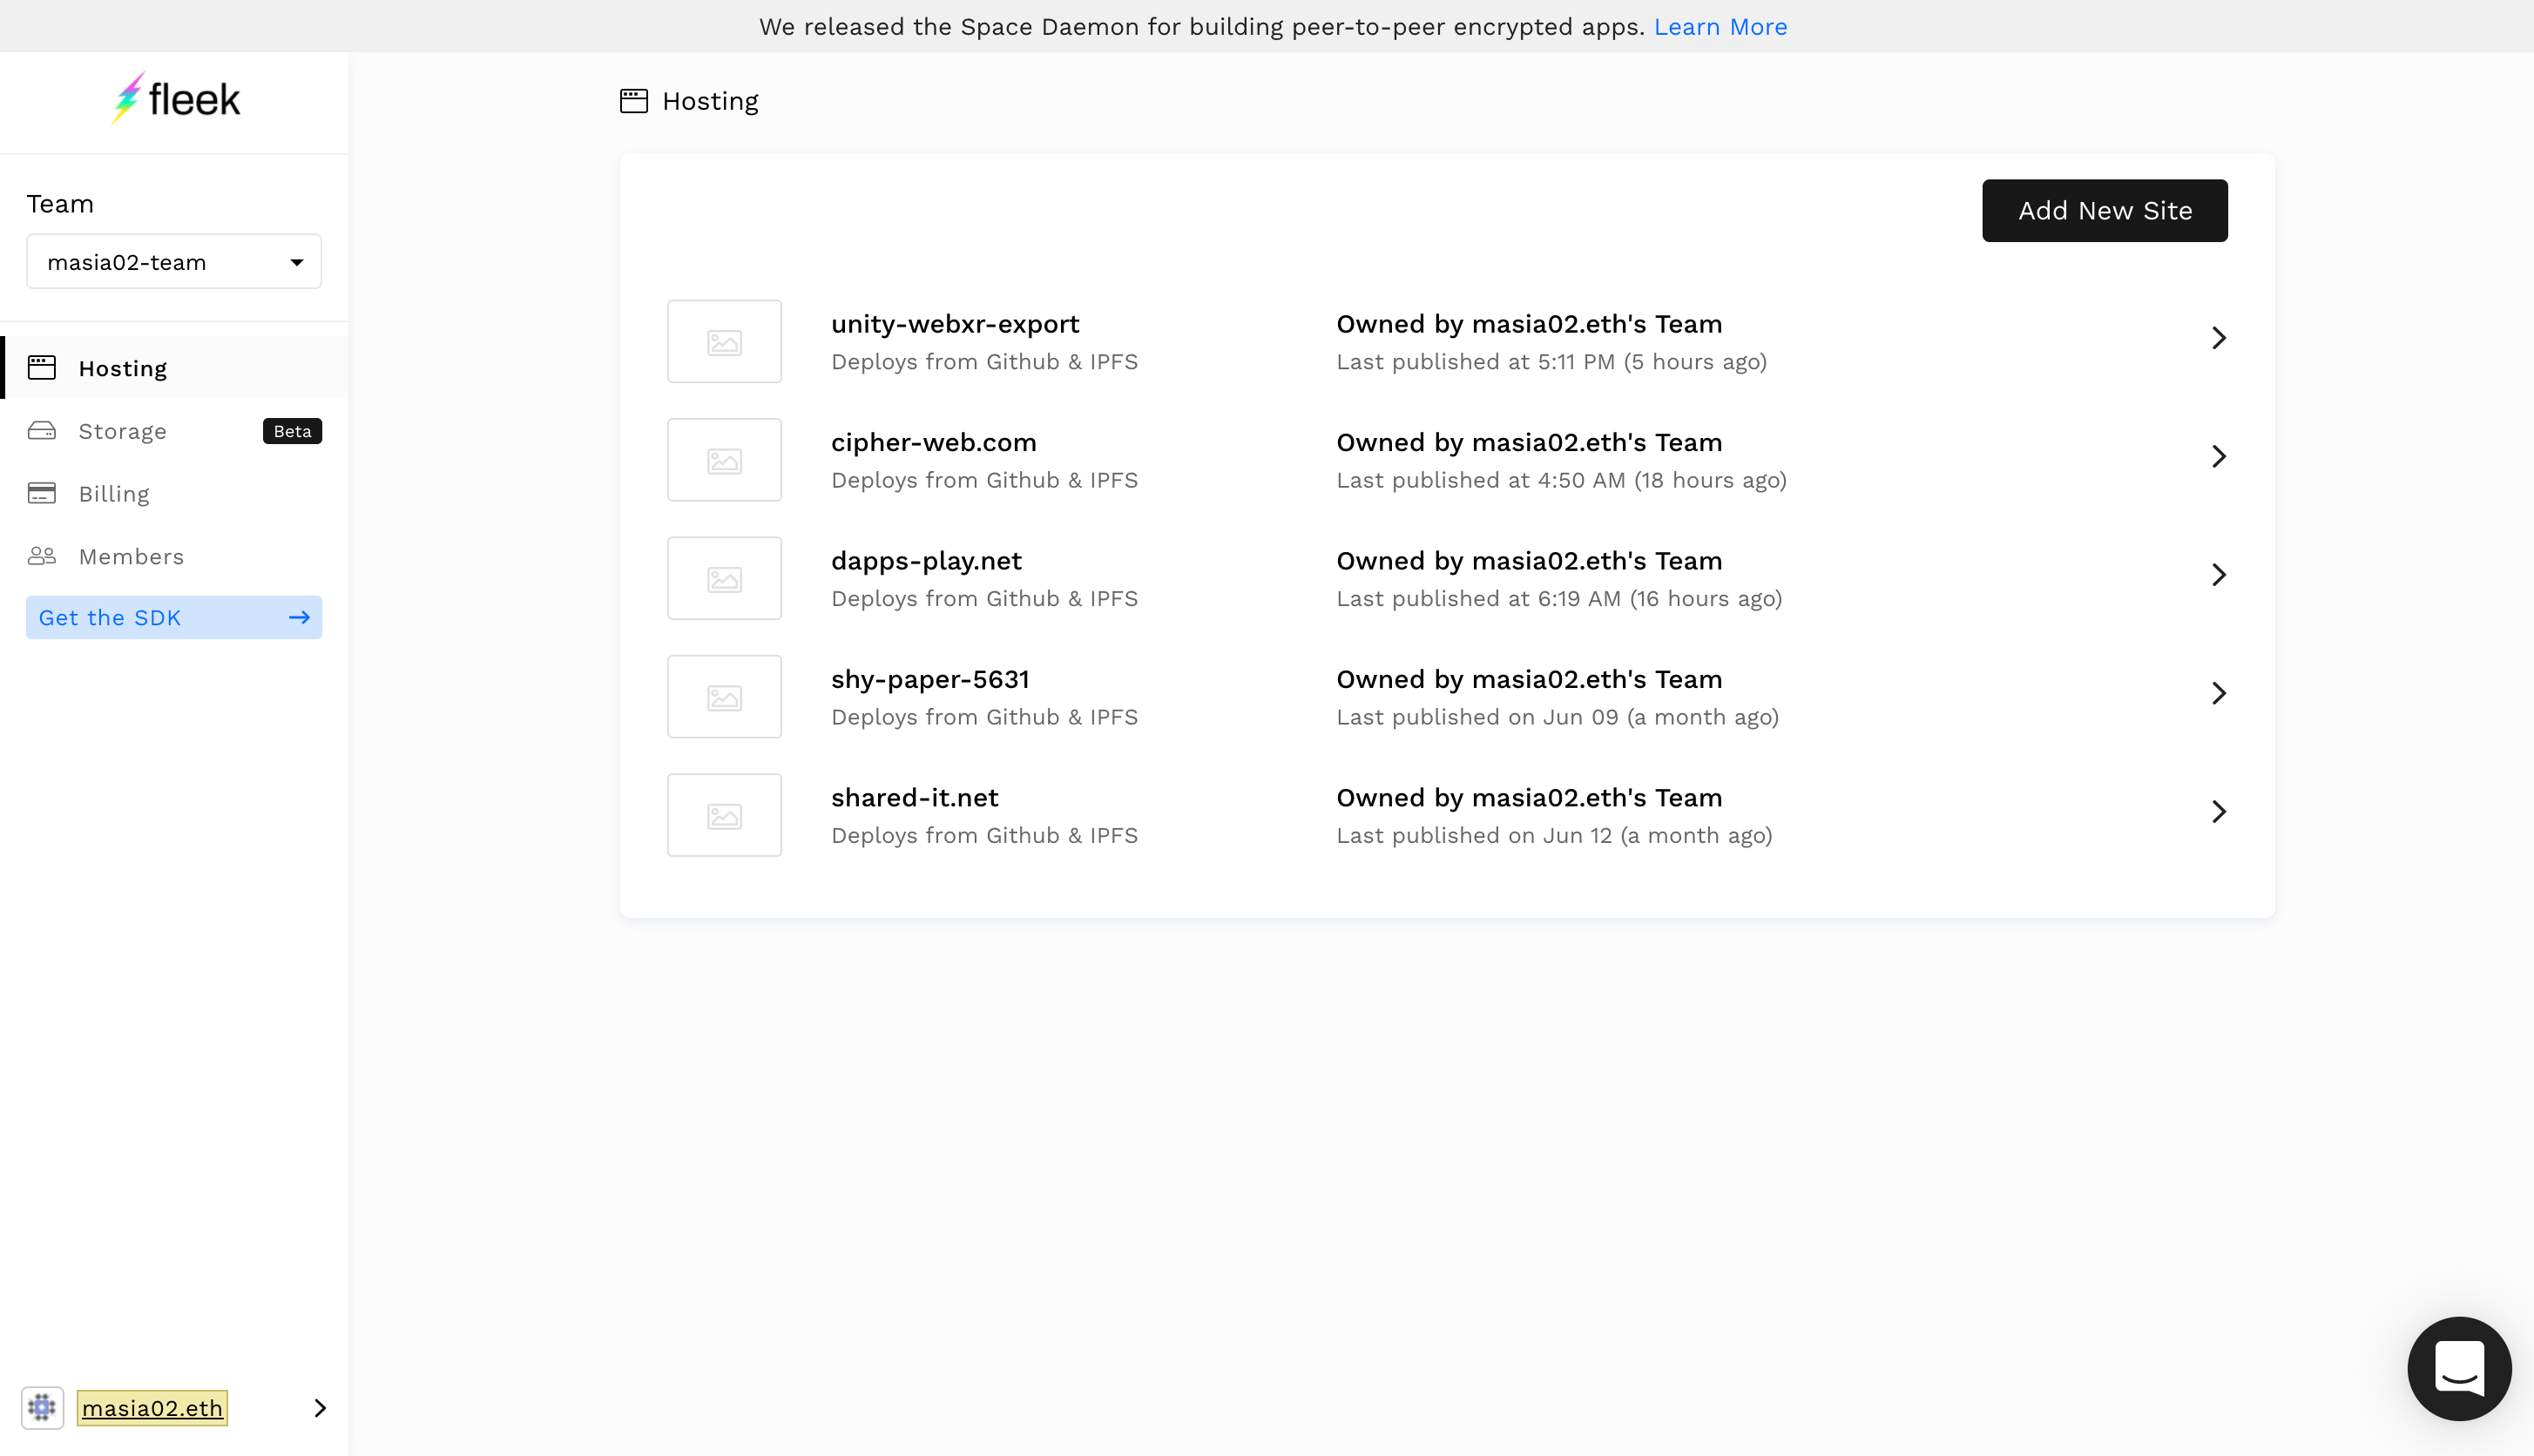 We released the Space Daemon for building peer-to-peer encrypted apps. Learn More
fleek
Team
masia02-team
Hosting
Storage Beta
Billing
Members
Get the SDK
masia02.eth
Hosting
Add New Site
unity-webxr-export
Deploys from Github & IPFS
Owned by masia02.eth's Team
Last published at 5:11 PM (5 hours ago)
cipher-web.com
Deploys from Github & IPFS
Owned by masia02.eth's Team
Last published at 4:50 AM (18 hours ago)
dapps-play.net
Deploys from Github & IPFS
Owned by masia02.eth's Team
Last published at 6:19 AM (16 hours ago)
shy-paper-5631
Deploys from Github & IPFS
Owned by masia02.eth's Team
Last published on Jun 09 (a month ago)
shared-it.net
Deploys from Github & IPFS
Owned by masia02.eth's Team
Last published on Jun 12 (a month ago)